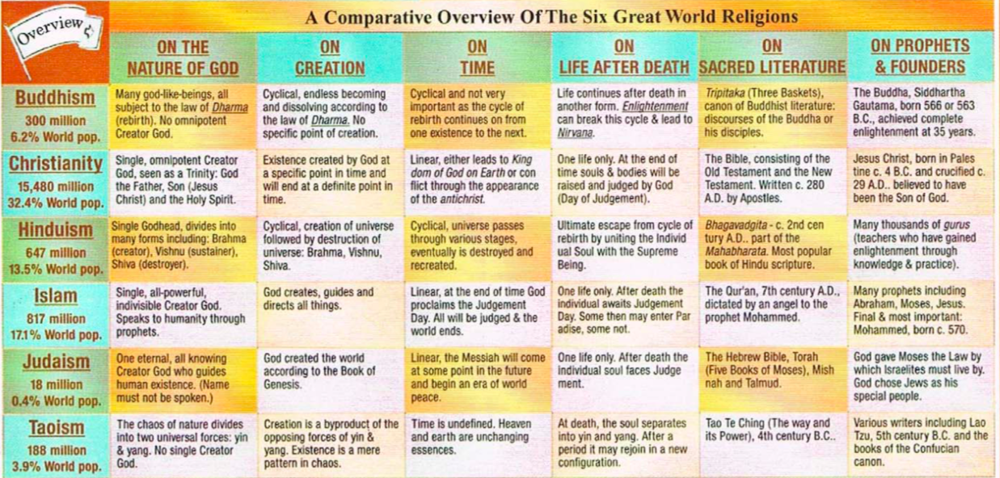 Overview
A Comparative Overview Of The Six Great World Religions
ON THE
NATURE OF GOD
ON
CREATION
ON
TIME
ON
LIFE AFTER DEATH
ON
SACRED LITERATURE
ON PROPHETS
& FOUNDERS
Buddhism
300 million
6.2% World pop.
Many god-like-beings, all
subject to the law of Dharma
(rebirth). No omnipotent
Creator God.
Cyclical, endless becoming
and dissolving according to
the law of Dharma. No
specific point of creation.
Cyclical and not very
important as the cycle of
rebirth continues on from
one existence to the next.
Life continues after death in
another form. Enlightenment
can break this cycle & lead to
Nirvana.
Tripitaka (Three Baskets),
canon of Buddhist literature:
discourses of the Buddha or
his disciples.
The Buddha, Siddhartha
Gautama, born 566 or 563
B.C., achieved complete
enlightenment at 35 years.
Christianity
15,480 million
32.4% World pop.
Single, omnipotent Creator
God, seen as a Trinity: God
the Father, Son (Jesus
Christ) and the Holy Spirit.
Existence created by God at
a specific point in time and
will end at a definite point in
time.
Linear, either leads to King
dom of God on Earth or con
flict through the appearance
of the antichrist.
One life only. At the end of
time souls & bodies will be
raised and judged by God
(Day of Judgement).
The Bible, consisting of the
Old Testament and the New
Testament. Written c. 280
A.D. by Apostles.
Jesus Christ, born in Pales
tine c. 4 B.C. and crucified c.
29 A.D.. believed to have
been the Son of God.
Hinduism
647 million
13.5% World pop.
Single Godhead, divides into
many forms including: Brahma
(creator), Vishnu (sustainer),
Shiva (destroyer).
Cyclical, creation of universe
followed by destruction of
universe: Brahma, Vishnu,
Shiva.
Cyclical, universe passes
through various stages,
eventually is destroyed and
recreated.
Ultimate escape from cycle of
rebirth by uniting the Individ
ual Soul with the Supreme
Being.
Bhagavadgita - c. 2nd cen
tury A.D.. part of the
Mahabharata. Most popular
book of Hindu scripture.
Many thousands of gurus
(teachers who have gained
enlightenment through
knowledge & practice).
Islam
817 million
17.1% World pop.
Single, all-powerful,
indivisible Creator God.
Speaks to humanity through
prophets.
God creates, guides and
directs all things.
Linear, at the end of time God
proclaims the Judgement
Day. All will be judged & the
world ends.
One life only. After death the
individual awaits Judgement
Day. Some then may enter Par
adise, some not.
The Qur'an, 7th century A.D.,
dictated by an angel to the
prophet Mohammed.
Many prophets including
Abraham, Moses, Jesus.
Final & most important:
Mohammed, born c. 570.
Judaism
18 million
0.4% World pop.
One eternal, all knowing
Creator God who guides
human existence. (Name
must not be spoken.)
God created the world
according to the Book of
Genesis.
Linear, the Messiah will come
at some point in the future
and begin an era of world
peace.
One life only. After death the
individual soul faces Judge
ment.
The Hebrew Bible, Torah
(Five Books of Moses), Mish
nah and Talmud.
God gave Moses the Law by
which Israelites must live by.
God chose Jews as his
special people.
Taoism
188 million
3.9% World pop.
The chaos of nature divides
into two universal forces: yin
& yang. No single Creator
God.
Creation is a byproduct of the
opposing forces of yin &
yang. Existence is a mere
pattern in chaos.
Time is undefined. Heaven
and earth are unchanging
essences.
At death, the soul separates
into yin and yang. After a
period it may rejoin in a new
configuration.
Tao Te Ching (The way and
its Power), 4th century B.C..
Various writers including Lao
Tzu, 5th century B.C. and the
books of the Confucian
canon.